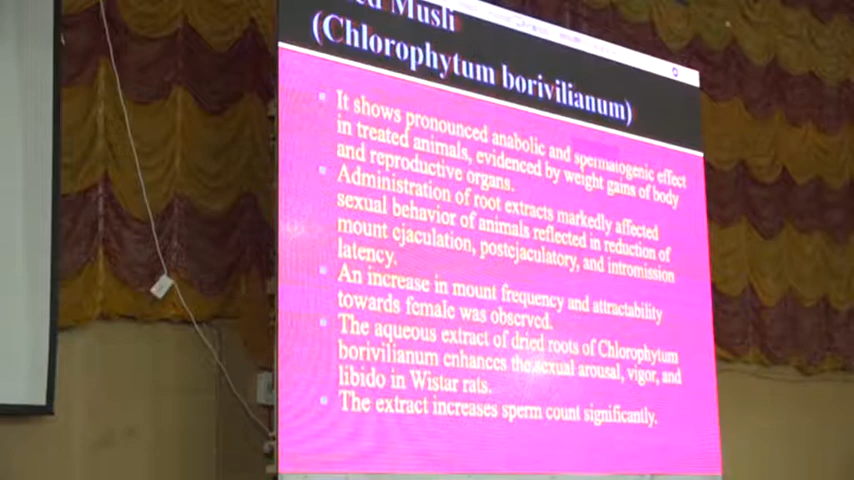 Musli
(Chlorophytum borivilianum)
It shows pronounced anabolic and spermatogenic effect
in treated animals, evidenced by weight gains of body
and reproductive organs.
Administration of root extracts markedly affected
sexual behavior of animals reflected in reduction of
mount ejaculation, postejaculatory, and intromission
latency.
An increase in mount frequency and attractability
towards female was observed.
The aqueous extract of dried roots of Chlorophytum
borivilianum enhances the sexual arousal, vigor, and
libido in Wistar rats.
The extract increases sperm count significantly.